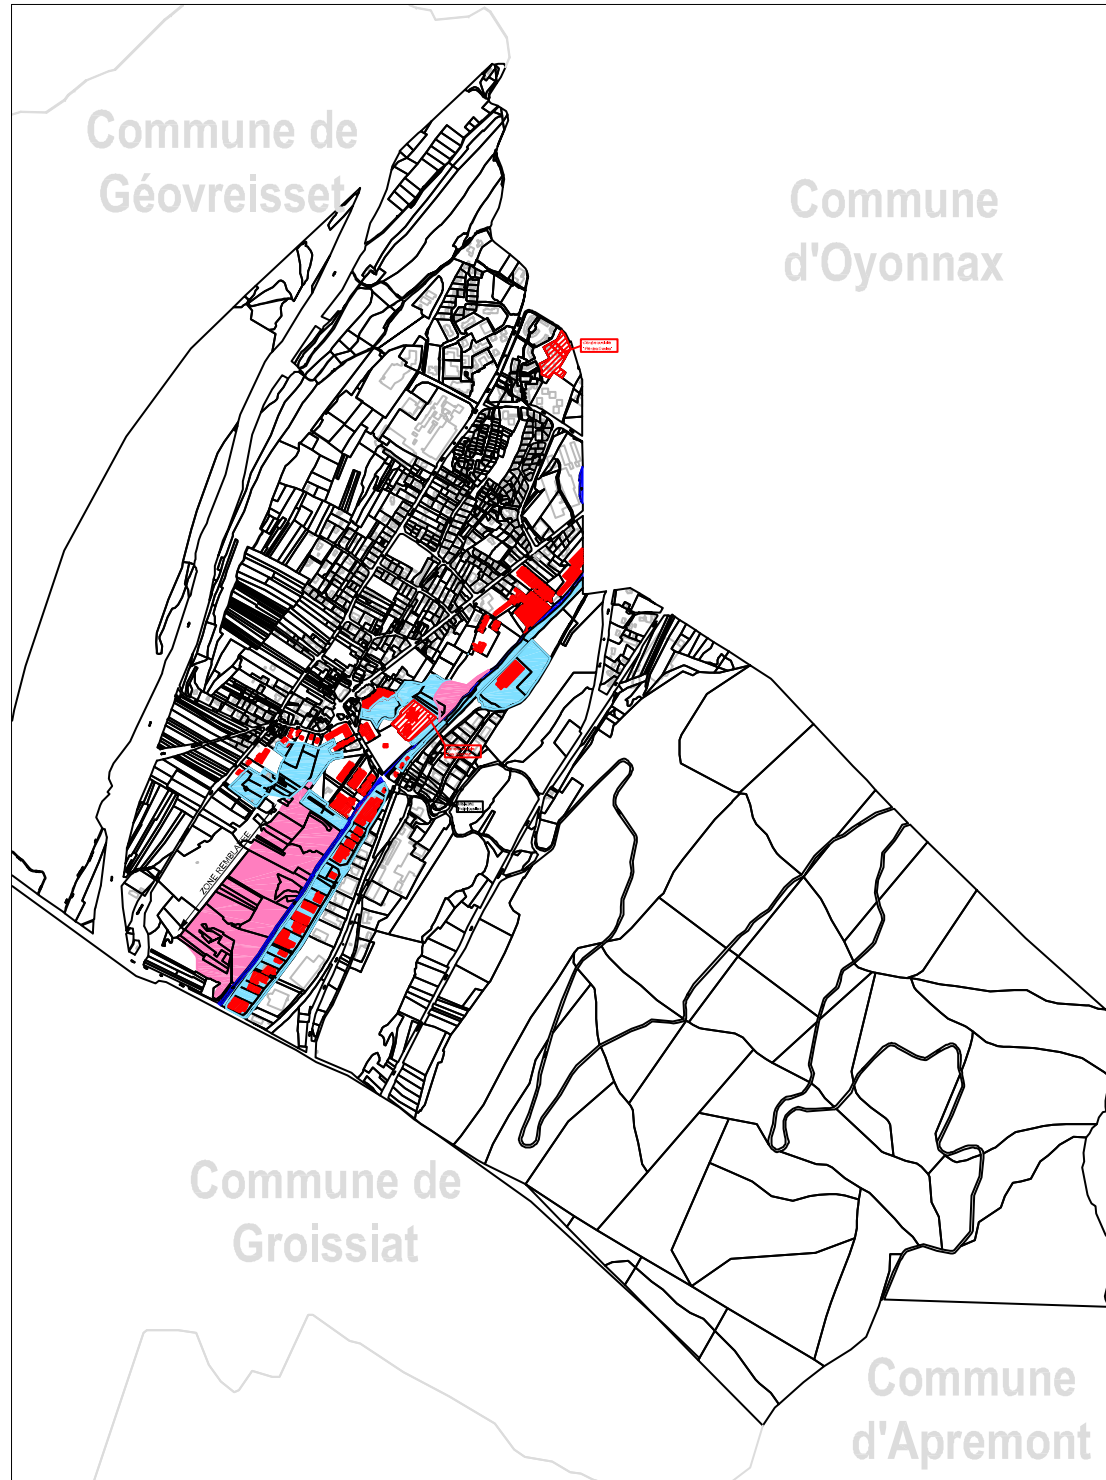 Commune de
Géovreisset
Commune
d'Oyonnax
ZONE REMBLAYEE
Commune de
Groissiat
Commune
d'Apremont